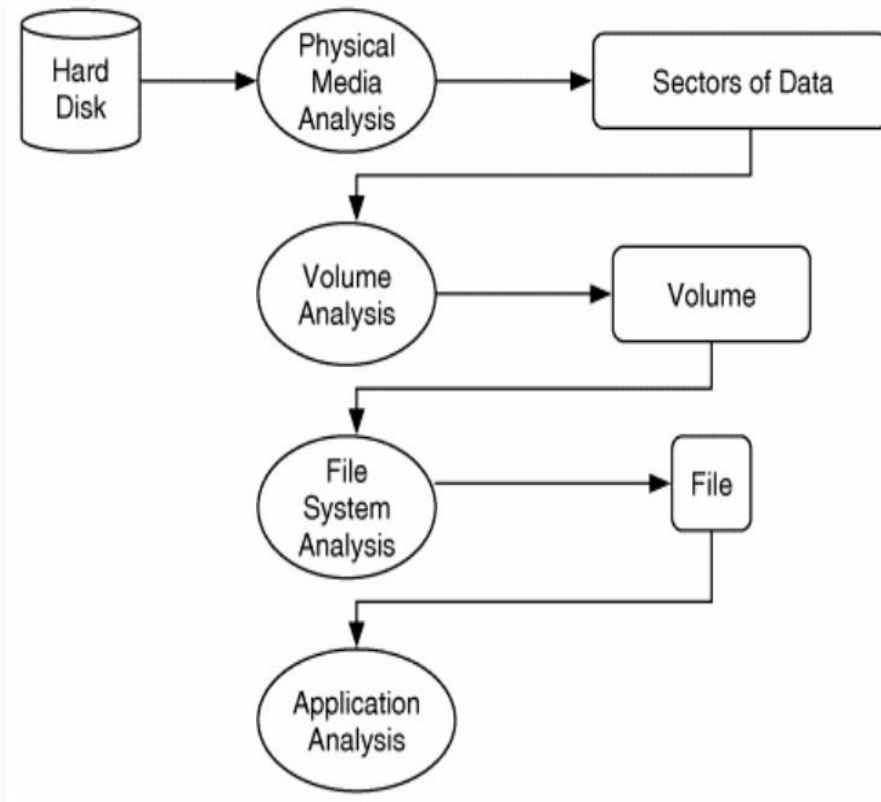 Hard
Disk
Physical
Media
Analysis
Sectors of Data
Volume
Analysis
Volume
File
System
Analysis
File
Application
Analysis